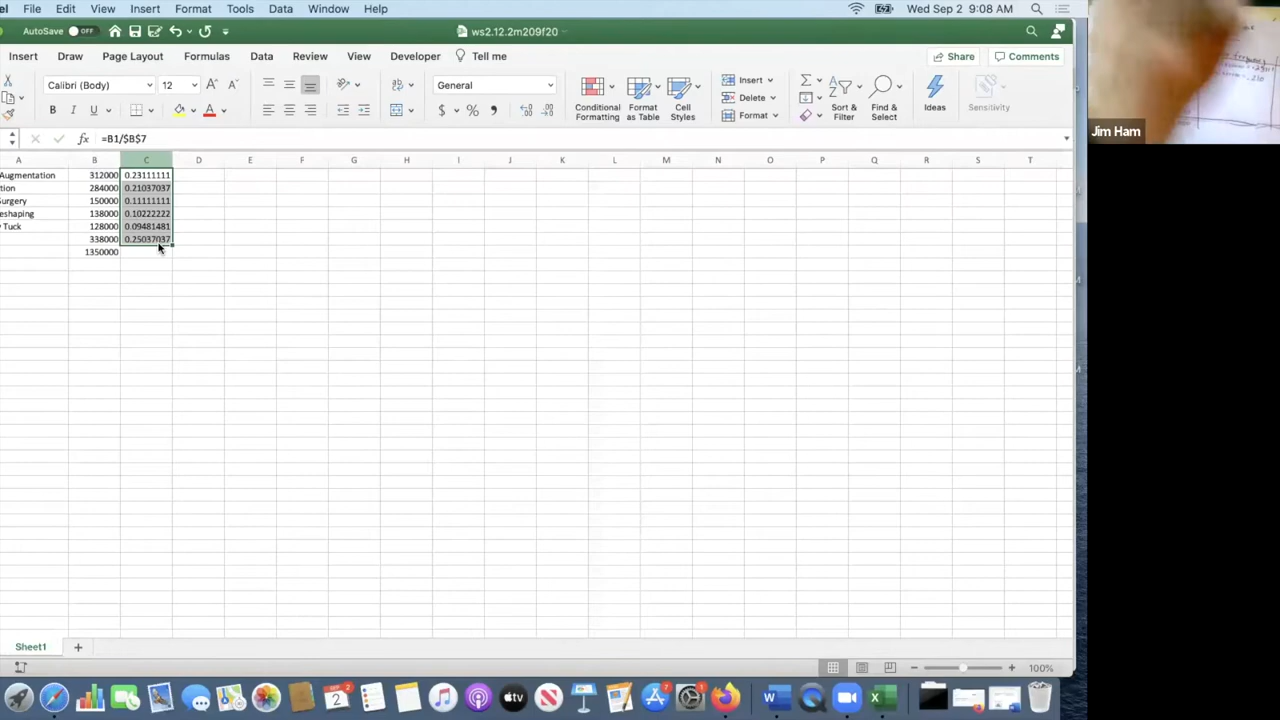 el File Edit View Insert Format Tools Data Window Help Wed Sep 2 9:08 AM
AutoSave OFF ws2.12.2m209f20
Insert Draw Page Layout Formulas Data Review View Developer Tell me Share Comments
Calibri (Body) 12 General Conditional Formatting Format as Table Cell Styles Insert Delete Format Sort & Filter Find & Select Ideas Sensitivity
fx =B1/$B$7
A B C D E F G H I J K L M N O P Q R S T
Augmentation 312000 0.23111111
tion 284000 0.21037037
Surgery 150000 0.11111111
eshaping 138000 0.10222222
y Tuck 128000 0.09481481
338000 0.25037037
1350000
Sheet1 +
100%
Jim Ham